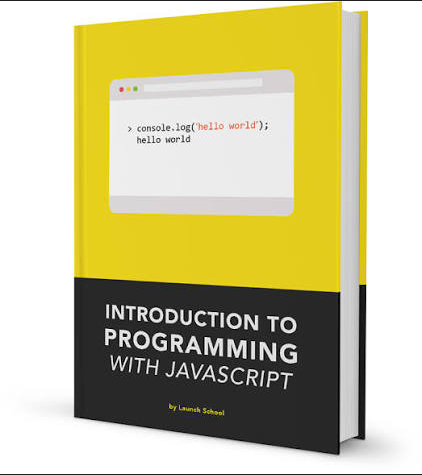 > console.log('hello world');
hello world
INTRODUCTION TO
PROGRAMMING
WITH JAVASCRIPT
by Launch School